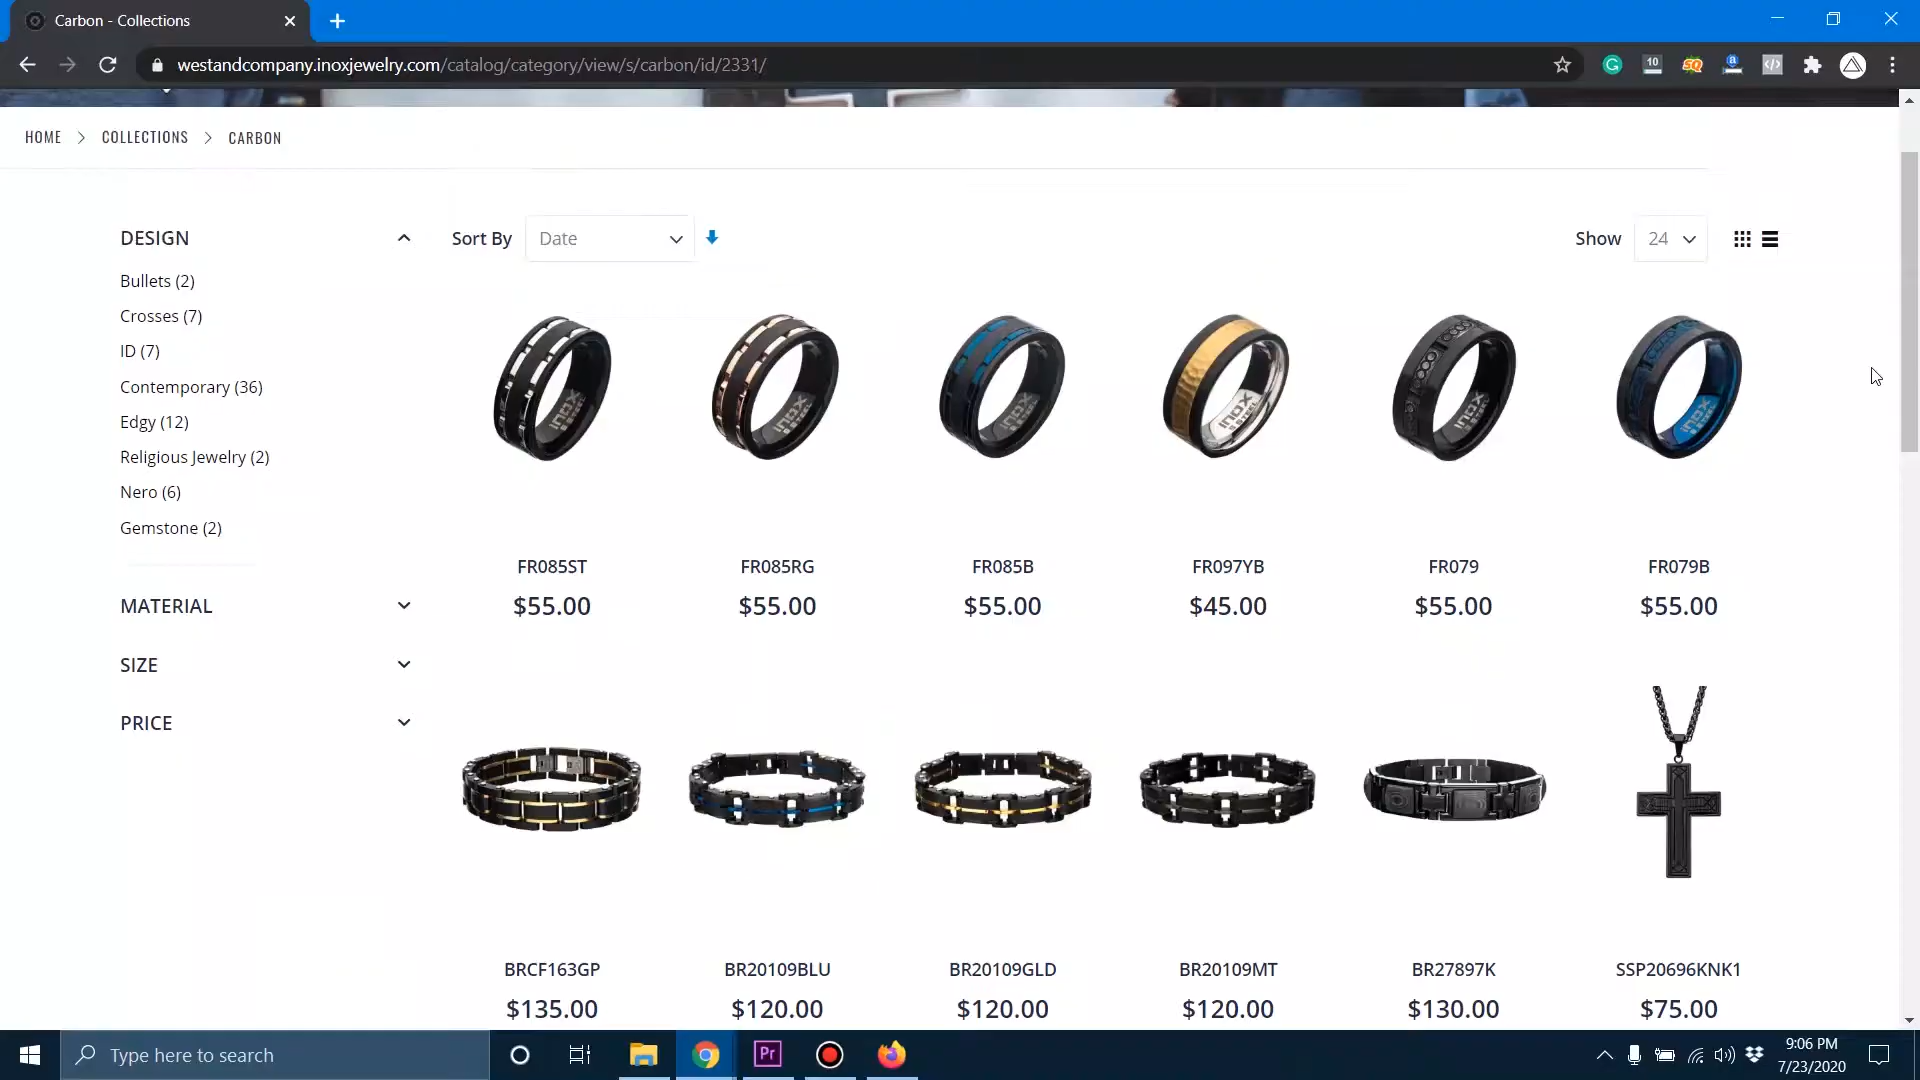 Carbon - Collections
westandcompany.inoxjewelry.com/catalog/category/view/s/carbon/id/2331/
10
HOME > COLLECTIONS > CARBON
DESIGN
Bullets (2)
Crosses (7)
ID (7)
Contemporary (36)
Edgy (12)
Religious Jewelry (2)
Nero (6)
Gemstone (2)
MATERIAL
SIZE
PRICE
Sort By Date
Show 24
FR085ST FR085RG FR085B FR097YB FR079 FR079B
$55.00 $55.00 $55.00 $45.00 $55.00 $55.00
BRCF163GP BR20109BLU BR20109GLD BR20109MT BR27897K SSP20696KNK1
$135.00 $120.00 $120.00 $120.00 $130.00 $75.00
Type here to search
Pr
9:06 PM
7/23/2020